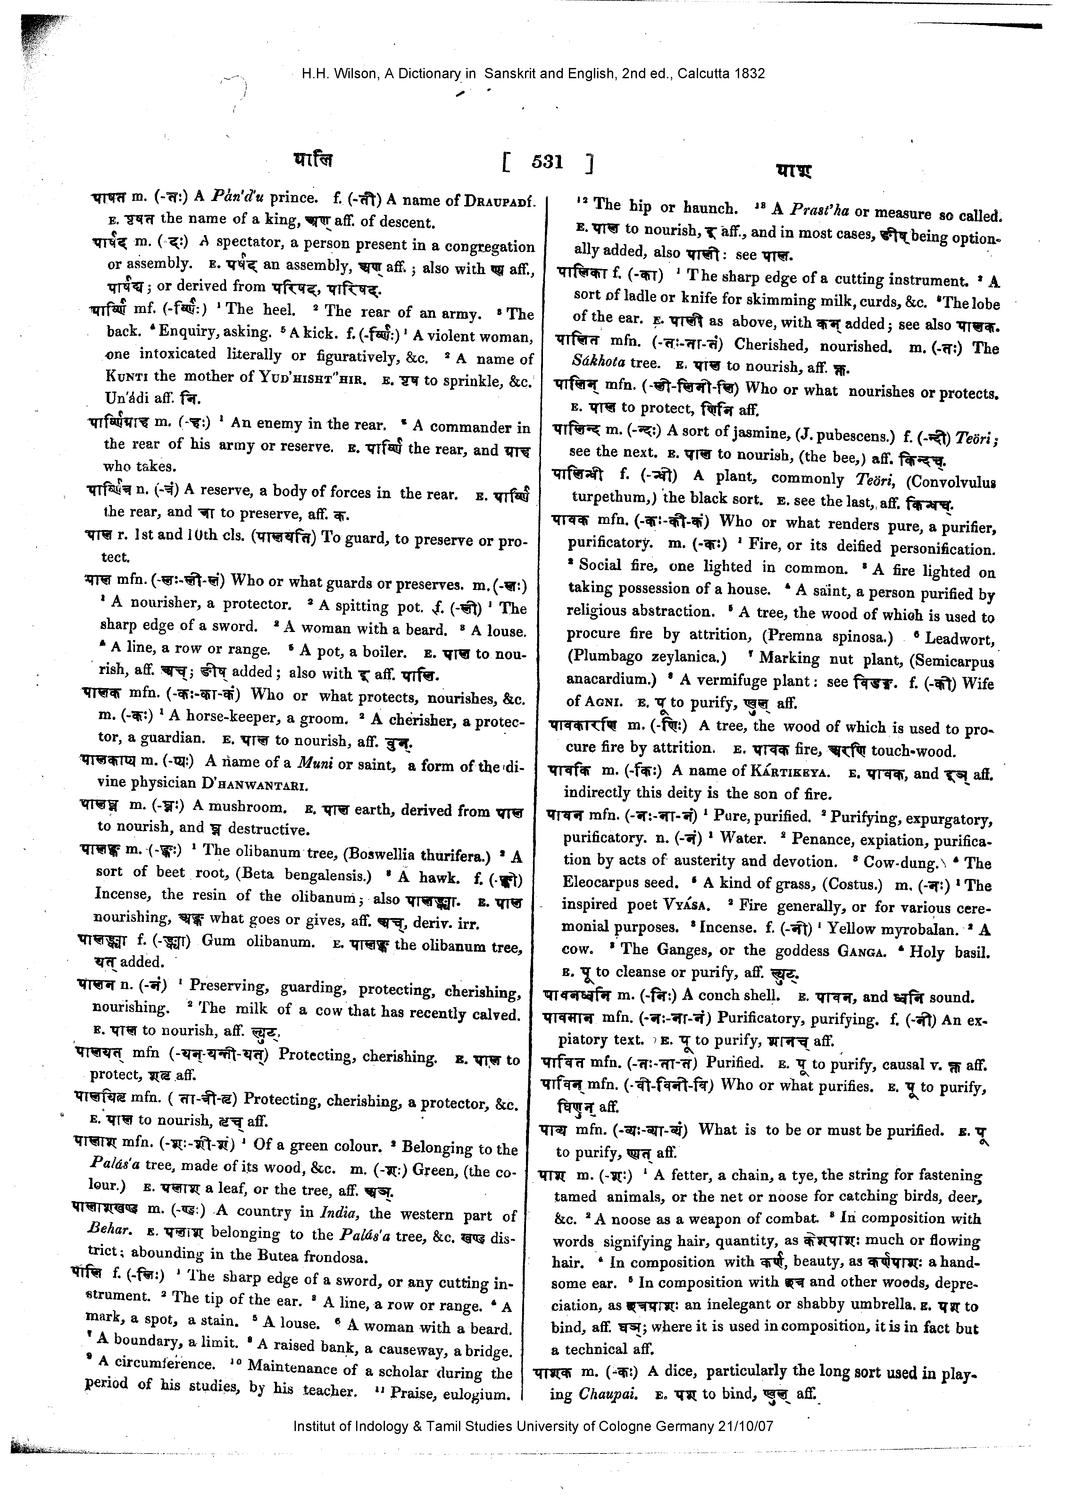 H.H. Wilson, A Dictionary in Sanskrit and English, 2nd ed., Calcutta 1832
पालि [ 531 ] पाश
पार्षत m. (-तः) A Pàn'd'u prince. f. (-ती) A name of DRAUPADÍ.
E. पृषत the name of a king, अण् aff. of descent.
पार्षद m. (-दः) A spectator, a person present in a congregation
or assembly. E. पर्षद् an assembly, अण् aff.; also with ण्य aff.,
पार्षद्य; or derived from परिषद्, पारिषद्.
पार्ष्णि mf. (-र्ष्णिः) ¹ The heel. ² The rear of an army. ³ The
back. ⁴ Enquiry, asking. ⁵ A kick. f. (-र्ष्णिः) ¹ A violent woman,
one intoxicated literally or figuratively, &c. ² A name of
KUNTI the mother of YUD'HISHT"HIR. E. पृष to sprinkle, &c.
Un'ádi aff. नि.
पार्ष्णिग्राह m. (-हः) ¹ An enemy in the rear. ² A commander in
the rear of his army or reserve. E. पार्ष्णि the rear, and ग्राह
who takes.
पार्ष्णित्र n. (-त्रं) A reserve, a body of forces in the rear. E. पार्ष्णि
the rear, and त्रा to preserve, aff. क.
पाल r. 1st and 10th cls. (पालयति) To guard, to preserve or pro-
tect.
पाल mfn. (-लः-ली-लं) Who or what guards or preserves. m. (-लः)
¹ A nourisher, a protector. ² A spitting pot. f. (-ली) ¹ The
sharp edge of a sword. ² A woman with a beard. ³ A louse.
⁴ A line, a row or range. ⁵ A pot, a boiler. E. पाल to nou-
rish, aff. अच्; ङीष् added; also with इ aff. पालि.
पालक mfn. (-कः-का-कं) Who or what protects, nourishes, &c.
m. (-कः) ¹ A horse-keeper, a groom. ² A cherisher, a protec-
tor, a guardian. E. पाल to nourish, aff. वुन्.
पालकाप्य m. (-प्यः) A name of a Muni or saint, a form of the di-
vine physician D'HANWANTARI.
पालघ्न m. (-घ्नः) A mushroom. E. पाल earth, derived from पाल
to nourish, and घ्न destructive.
पालङ्क m. (-ङ्कः) ¹ The olibanum tree, (Boswellia thurifera.) ² A
sort of beet root, (Beta bengalensis.) ³ A hawk. f. (-ङ्की)
Incense, the resin of the olibanum; also पालङ्क्या. E. पाल
nourishing, अङ्क what goes or gives, aff. अच्, deriv. irr.
पालङ्क्या f. (-ङ्क्या) Gum olibanum. E. पालङ्क the olibanum tree,
यत् added.
पालन n. (-नं) ¹ Preserving, guarding, protecting, cherishing,
nourishing. ² The milk of a cow that has recently calved.
E. पाल to nourish, aff. ल्युट्.
पालयत् mfn (-यन्-यन्ती-यत्) Protecting, cherishing. E. पाल to
protect, शतृ aff.
पालयितृ mfn. ( ता-त्री-तृ) Protecting, cherishing, a protector, &c.
E. पाल to nourish, तृच् aff.
पालाश mfn. (-शः-शी-शं) ¹ Of a green colour. ² Belonging to the
Palás'a tree, made of its wood, &c. m. (-शः) Green, (the co-
lour.) E. पलाश a leaf, or the tree, aff. अञ्.
पालाशखण्ड m. (-ण्डः) A country in India, the western part of
Behar. E. पलाश belonging to the Palás'a tree, &c. खण्ड dis-
trict; abounding in the Butea frondosa.
पालि f. (-लिः) ¹ The sharp edge of a sword, or any cutting in-
strument. ² The tip of the ear. ³ A line, a row or range. ⁴ A
mark, a spot, a stain. ⁵ A louse. ⁶ A woman with a beard.
⁷ A boundary, a limit. ⁸ A raised bank, a causeway, a bridge.
⁹ A circumference. ¹⁰ Maintenance of a scholar during the
period of his studies, by his teacher. ¹¹ Praise, eulogium.
¹² The hip or haunch. ¹³ A Prast'ha or measure so called.
E. पाल to nourish, इ aff., and in most cases, ङीष् being option-
ally added, also पाली: see पाल.
पालिका f. (-का) ¹ The sharp edge of a cutting instrument. ² A
sort of ladle or knife for skimming milk, curds, &c. ³ The lobe
of the ear. E. पाली as above, with कन् added; see also पालक.
पालित mfn. (-तः-ता-तं) Cherished, nourished. m. (-तः) The
Sákhota tree. E. पाल to nourish, aff. क्त.
पालिन् mfn. (-ली-लिनी-लि) Who or what nourishes or protects.
E. पाल to protect, णिनि aff.
पालिन्द m. (-न्दः) A sort of jasmine, (J. pubescens.) f. (-न्दी) Teöri;
see the next. E. पाल to nourish, (the bee,) aff. किन्दच्.
पालिन्धी f. (-न्धी) A plant, commonly Teöri, (Convolvulus
turpethum,) the black sort. E. see the last, aff. किन्धच्.
पावक mfn. (-कः-की-कं) Who or what renders pure, a purifier,
purificatory. m. (-कः) ¹ Fire, or its deified personification.
² Social fire, one lighted in common. ³ A fire lighted on
taking possession of a house. ⁴ A saint, a person purified by
religious abstraction. ⁵ A tree, the wood of which is used to
procure fire by attrition, (Premna spinosa.) ⁶ Leadwort,
(Plumbago zeylanica.) ⁷ Marking nut plant, (Semicarpus
anacardium.) ⁸ A vermifuge plant: see विडङ्ग. f. (-की) Wife
of AGNI. E. पू to purify, ण्वुल् aff.
पावकारणि m. (-णिः) A tree, the wood of which is used to pro-
cure fire by attrition. E. पावक fire, अरणि touch-wood.
पावकि m. (-किः) A name of KÁRTIKEYA. E. पावक, and इञ् aff.
indirectly this deity is the son of fire.
पावन mfn. (-नः-ना-नं) ¹ Pure, purified. ² Purifying, expurgatory,
purificatory. n. (-नं) ¹ Water. ² Penance, expiation, purifica-
tion by acts of austerity and devotion. ³ Cow-dung. ⁴ The
Eleocarpus seed. ⁵ A kind of grass, (Costus.) m. (-नः) ¹ The
inspired poet VYÁSA. ² Fire generally, or for various cere-
monial purposes. ³ Incense. f. (-नी) ¹ Yellow myrobalan. ² A
cow. ³ The Ganges, or the goddess GANGA. ⁴ Holy basil.
E. पू to cleanse or purify, aff. ल्युट्.
पावनध्वनि m. (-निः) A conch shell. E. पावन, and ध्वनि sound.
पावमान mfn. (-नः-ना-नं) Purificatory, purifying. f. (-नी) An ex-
piatory text. E. पू to purify, शानच् aff.
पावित mfn. (-तः-ता-तं) Purified. E. पू to purify, causal v. क्त aff.
पाविन् mfn. (-वी-विनी-वि) Who or what purifies. E. पू to purify,
घिणुन् aff.
पाव्य mfn. (-व्यः-व्या-व्यं) What is to be or must be purified. E. पू
to purify, ण्यत् aff.
पाश m. (-शः) ¹ A fetter, a chain, a tye, the string for fastening
tamed animals, or the net or noose for catching birds, deer,
&c. ² A noose as a weapon of combat. ³ In composition with
words signifying hair, quantity, as केशपाशः much or flowing
hair. ⁴ In composition with कर्ण, beauty, as कर्णपाशः a hand-
some ear. ⁵ In composition with छत्र and other woods, depre-
ciation, as छत्रपाशः an inelegant or shabby umbrella. E. पश to
bind, aff. घञ्; where it is used in composition, it is in fact but
a technical aff.
पाशक m. (-कः) A dice, particularly the long sort used in play-
ing Chaupai. E. पश to bind, ण्वुल् aff.
Institut of Indology & Tamil Studies University of Cologne Germany 21/10/07